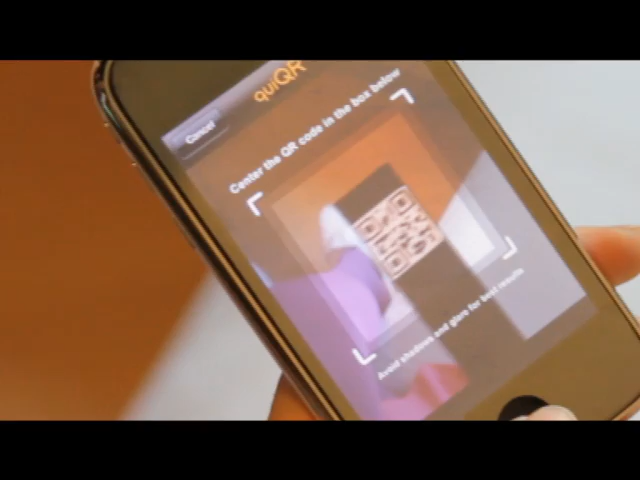 quiQR
Cancel
Center the QR code in the box below
Avoid shadows and glare for best results